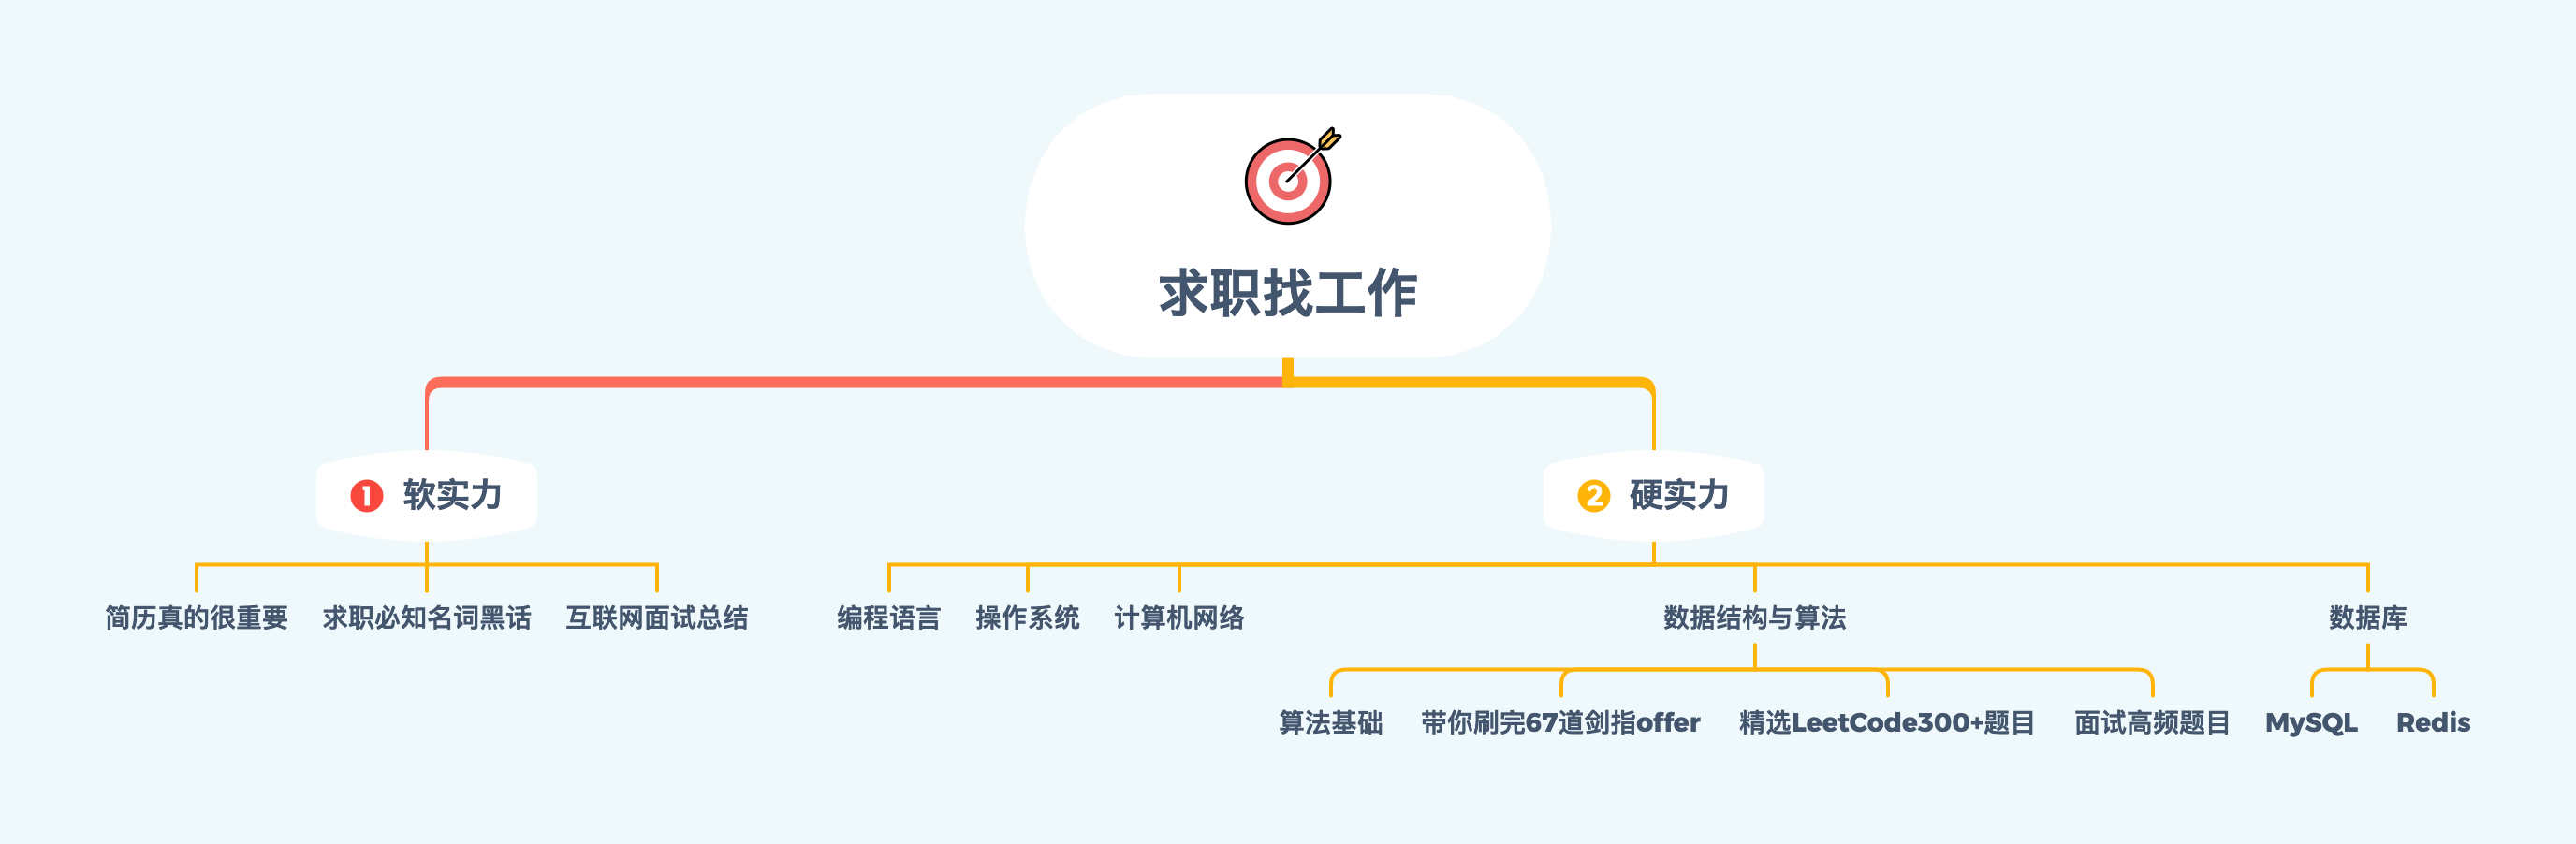 求职找工作
1 软实力
2 硬实力
简历真的很重要
求职必知名词黑话
互联网面试总结
编程语言
操作系统
计算机网络
数据结构与算法
数据库
算法基础
带你刷完67道剑指offer
精选LeetCode300+题目
面试高频题目
MySQL
Redis